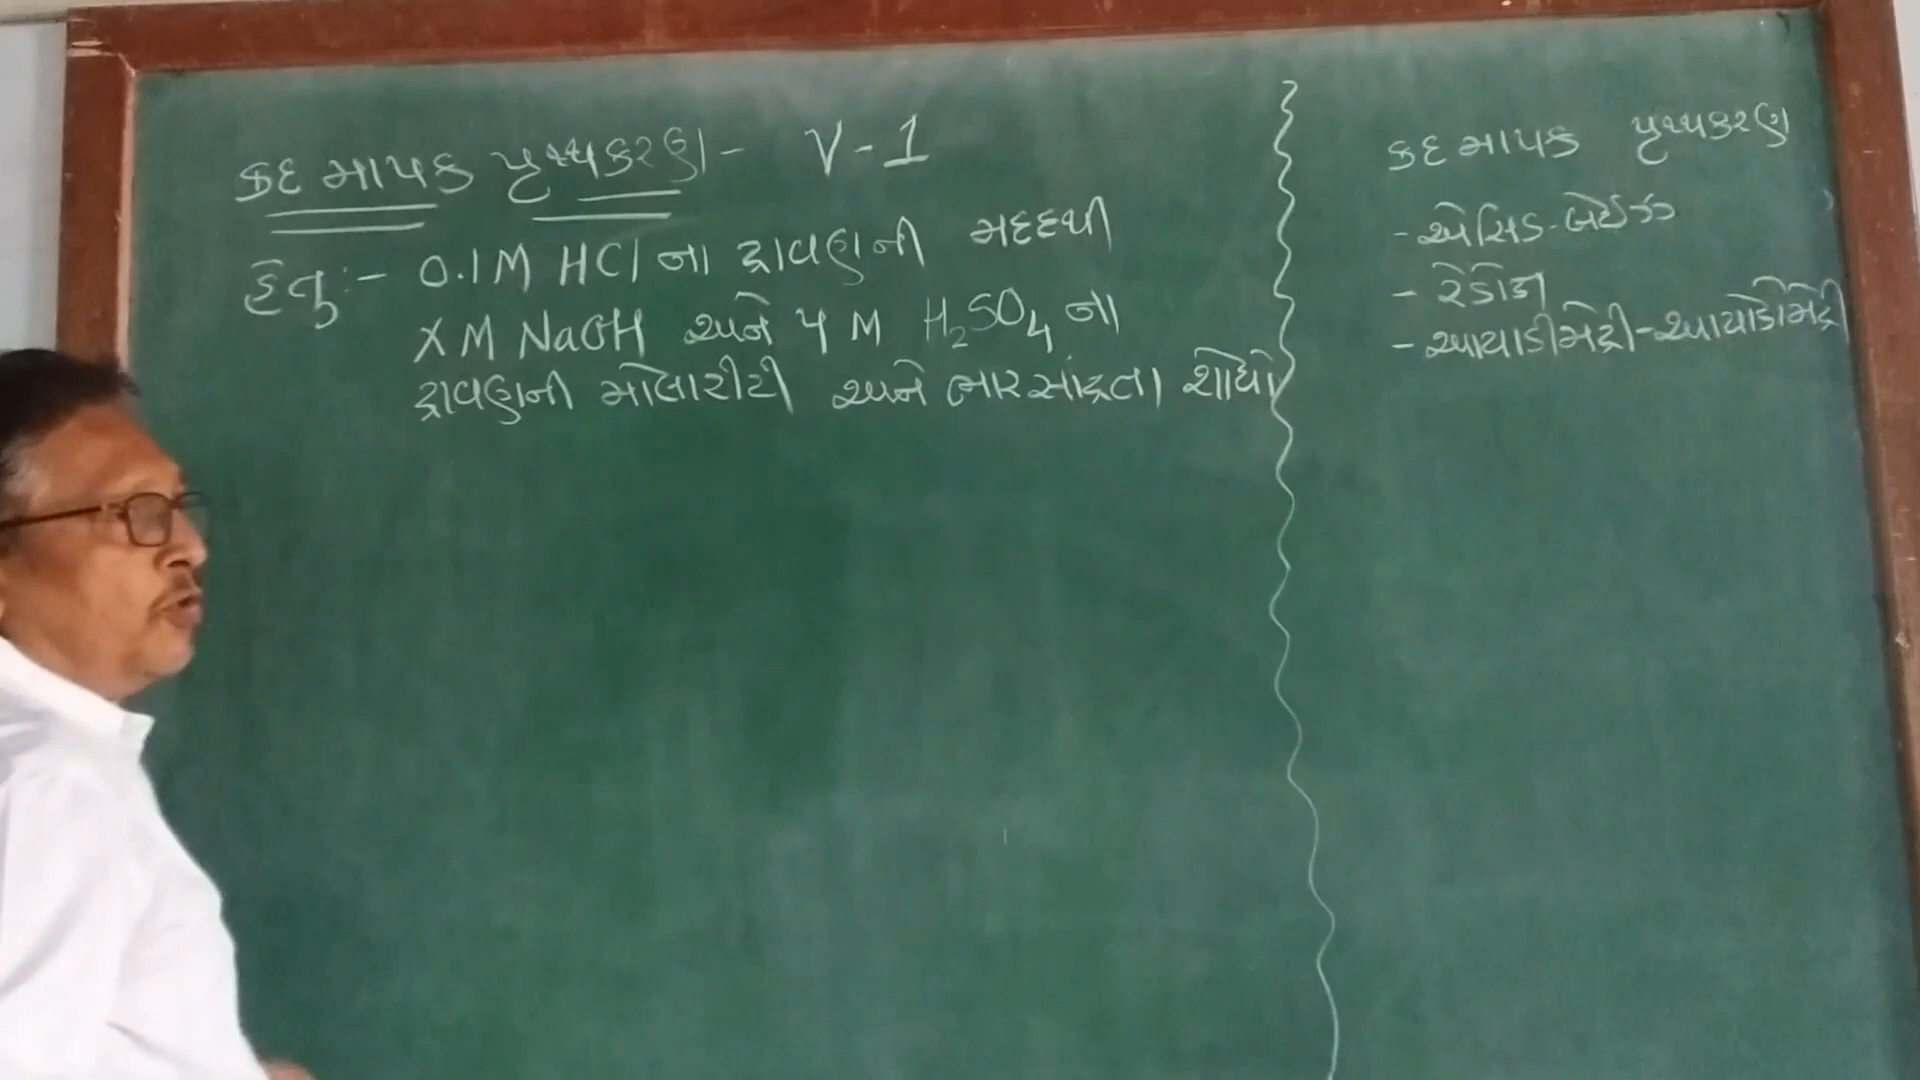 કદ માપક પૃથ્થકરણ - V-1
હેતુ :- 0.1M HCl ના દ્રાવણની મદદથી
X M NaOH અને Y M H₂SO₄ ના
દ્રાવણની મોલારીટી અને ભારસાંદ્રતા શોધો
કદ માપક પૃથ્થકરણ
- એસિડ-બેઈઝ
- રેડોક્ષ
- આયોડીમેટ્રી-આયોડોમેટ્રી